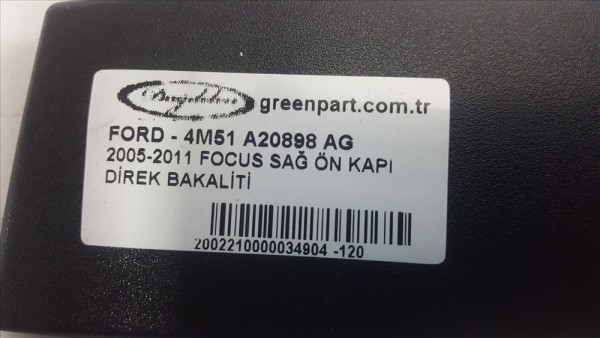 greenpart.com.tr
FORD - 4M51 A20898 AG
2005-2011 FOCUS SAĞ ÖN KAPI
DİREK BAKALİTİ
2002210000034904 -120